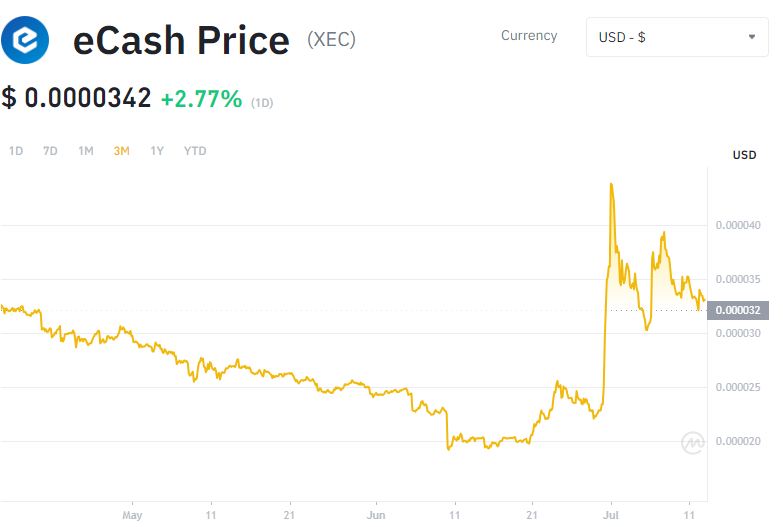 eCash Price (XEC)
Currency
USD - $
$ 0.0000342 +2.77% (1D)
1D 7D 1M 3M 1Y YTD
USD
0.000040
0.000035
0.000032
0.000030
0.000025
0.000020
May 11 21 Jun 11 21 Jul 11